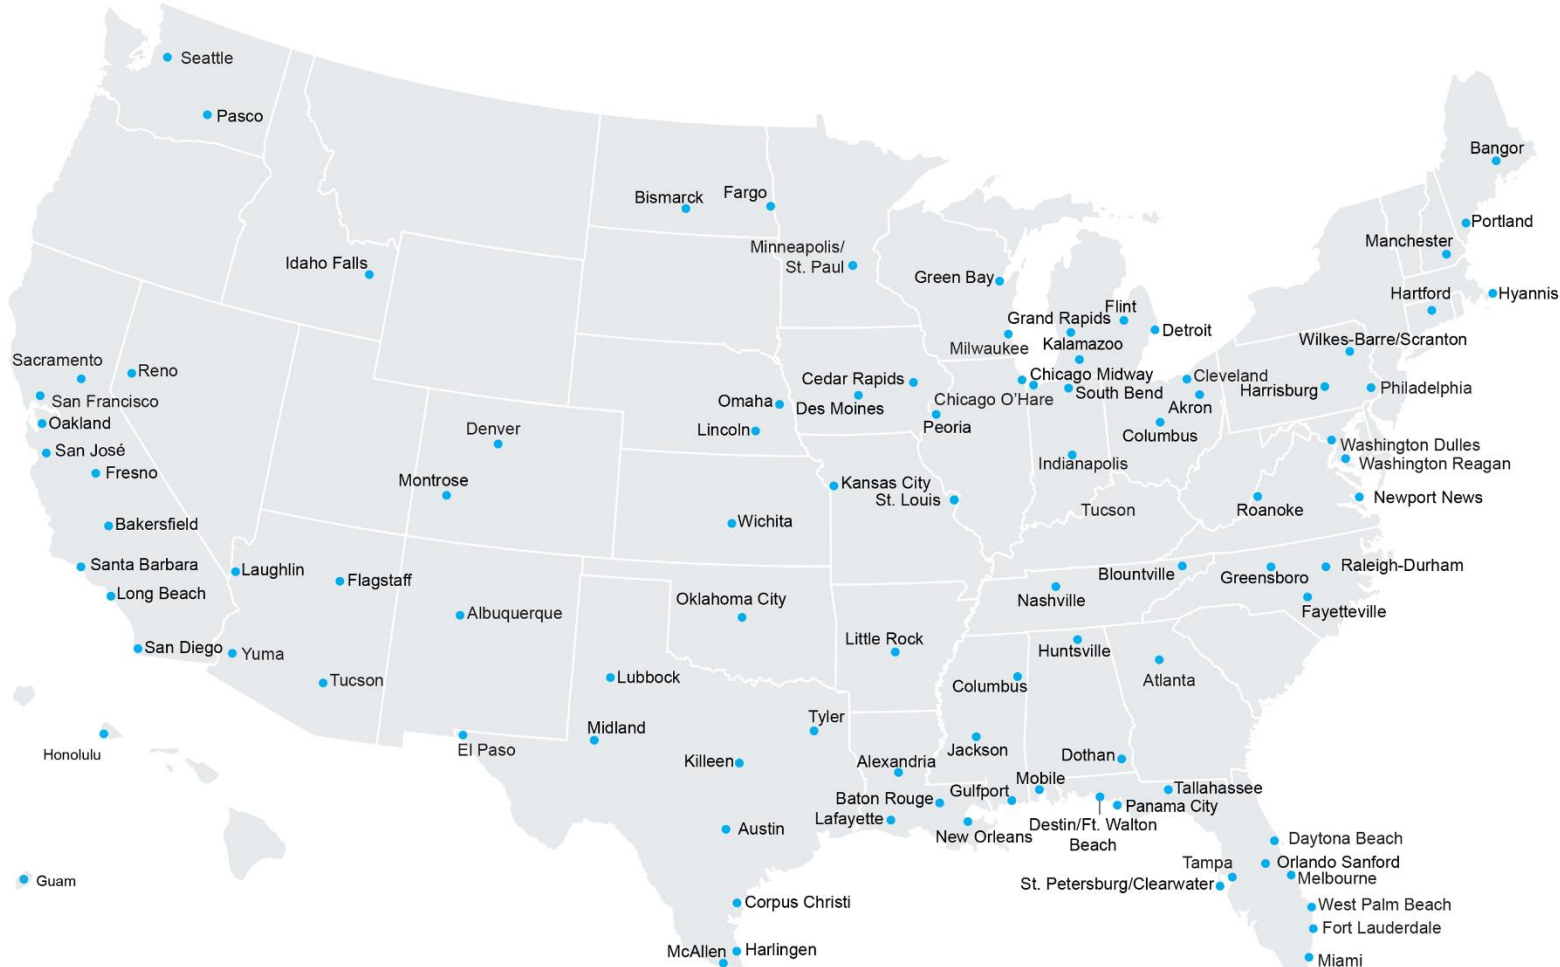 Seattle
Pasco
Bangor
Bismarck
Fargo
Portland
Manchester
Minneapolis/
St. Paul
Idaho Falls
Green Bay
Hartford
Hyannis
Flint
Grand Rapids
Detroit
Milwaukee
Kalamazoo
Wilkes-Barre/Scranton
Sacramento
Reno
Cedar Rapids
Chicago Midway
Cleveland
Harrisburg
Philadelphia
San Francisco
Omaha
Des Moines
Chicago O'Hare
South Bend
Akron
Oakland
Denver
Lincoln
Peoria
Columbus
San José
Indianapolis
Washington Dulles
Washington Reagan
Fresno
Montrose
Kansas City
St. Louis
Tucson
Roanoke
Newport News
Bakersfield
Wichita
Santa Barbara
Laughlin
Flagstaff
Blountville
Greensboro
Raleigh-Durham
Long Beach
Albuquerque
Oklahoma City
Nashville
Fayetteville
San Diego
Yuma
Little Rock
Huntsville
Tucson
Lubbock
Columbus
Atlanta
Honolulu
El Paso
Midland
Tyler
Jackson
Dothan
Killeen
Alexandria
Mobile
Baton Rouge
Gulfport
Tallahassee
Panama City
Lafayette
New Orleans
Destin/Ft. Walton
Beach
Austin
Daytona Beach
Tampa
Orlando Sanford
Guam
St. Petersburg/Clearwater
Melbourne
Corpus Christi
West Palm Beach
Fort Lauderdale
McAllen
Harlingen
Miami